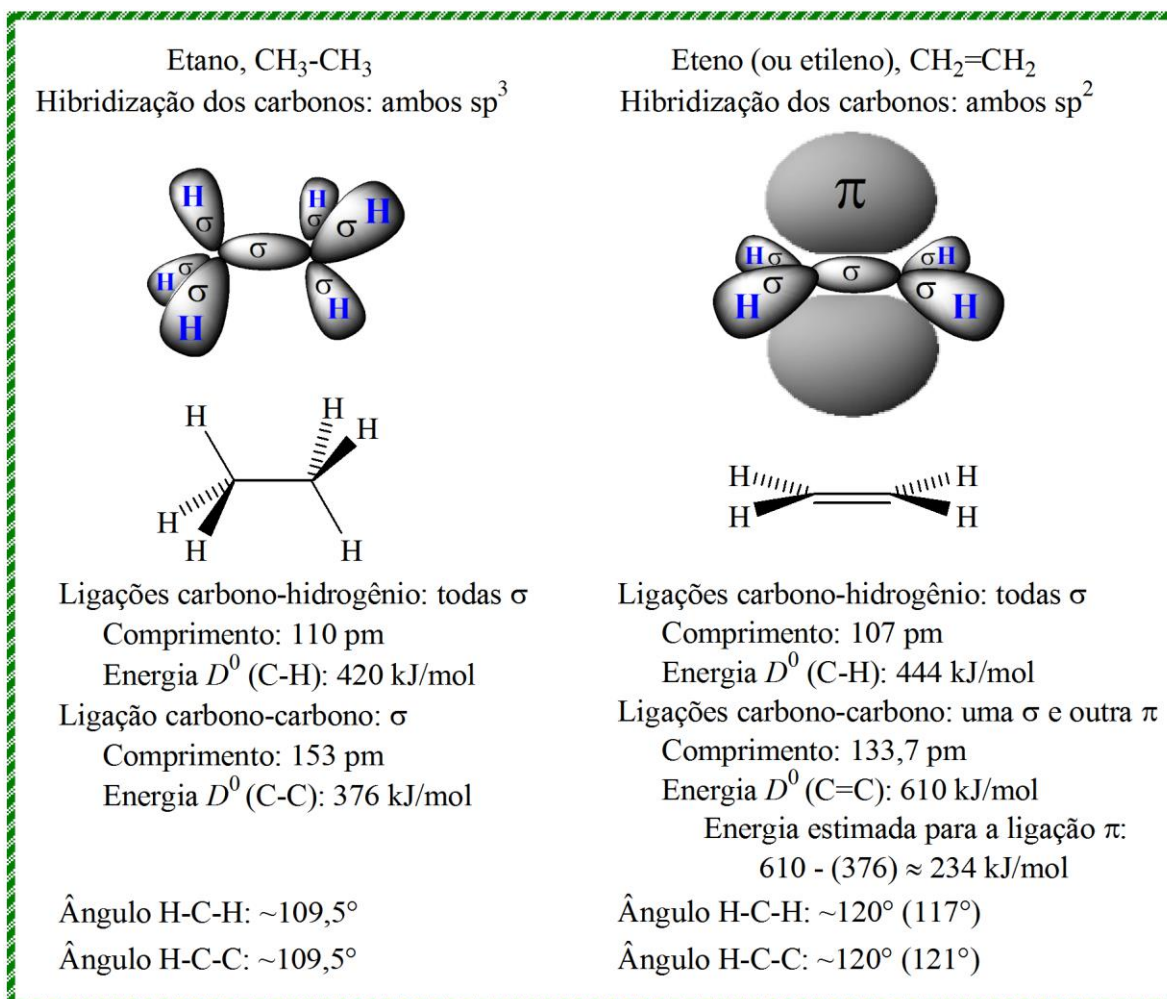 Etano, CH₃-CH₃
Hibridização dos carbonos: ambos sp³
H
H
H
σ
σ
σ
σ
σ
H
σ
σ
H
H
H
H
H
H
H
H
H
Ligações carbono-hidrogênio: todas σ
Comprimento: 110 pm
Energia D⁰ (C-H): 420 kJ/mol
Ligação carbono-carbono: σ
Comprimento: 153 pm
Energia D⁰ (C-C): 376 kJ/mol
Ângulo H-C-H: ~109,5°
Ângulo H-C-C: ~109,5°
Eteno (ou etileno), CH₂=CH₂
Hibridização dos carbonos: ambos sp²
π
H σ
σ H
σ
σ
σ
H
H
H
H
H
H
Ligações carbono-hidrogênio: todas σ
Comprimento: 107 pm
Energia D⁰ (C-H): 444 kJ/mol
Ligações carbono-carbono: uma σ e outra π
Comprimento: 133,7 pm
Energia D⁰ (C=C): 610 kJ/mol
Energia estimada para a ligação π:
610 - (376) ≈ 234 kJ/mol
Ângulo H-C-H: ~120° (117°)
Ângulo H-C-C: ~120° (121°)